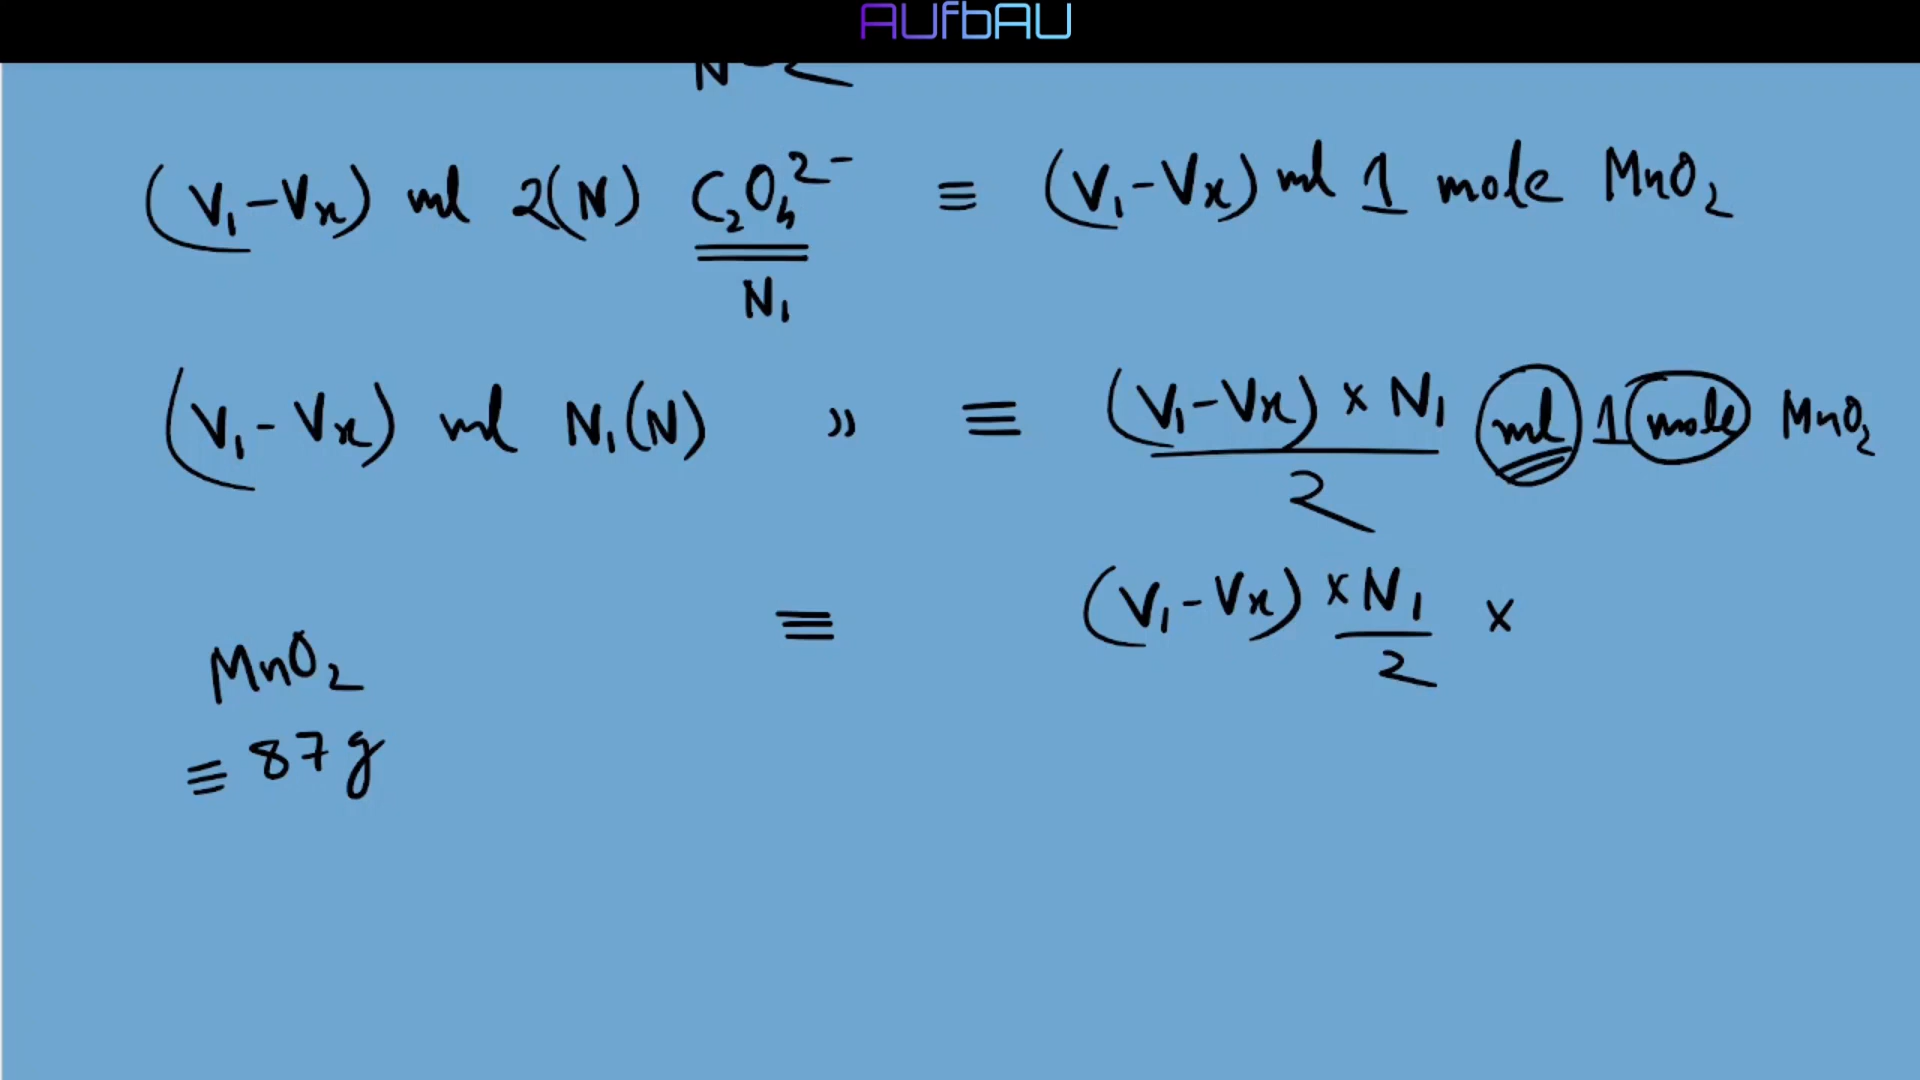 AUFBAU
N 2
(V₁-Vₓ) ml 2(N) C₂O₄²⁻ ≡ (V₁-Vₓ) ml 1 mole MnO₂
N₁
(V₁-Vₓ) ml N₁(N) " ≡ (V₁-Vₓ) × N₁ / 2 ml 1 mole MnO₂
≡ (V₁-Vₓ) × N₁ / 2 ×
MnO₂
≡ 87 g